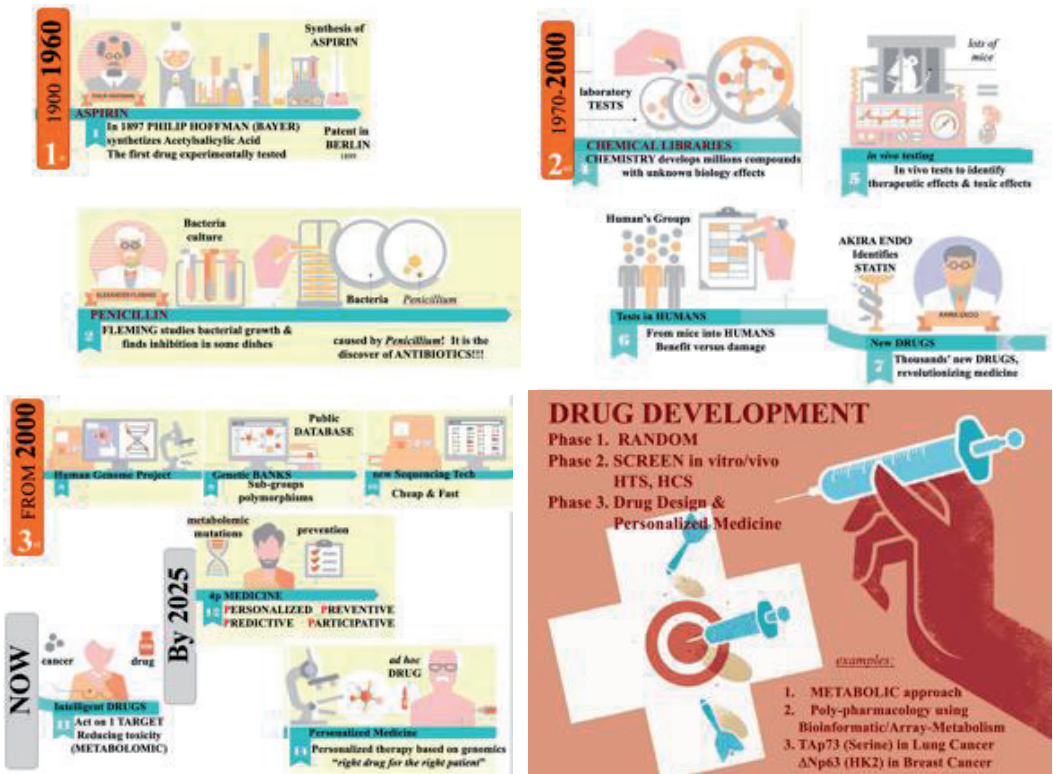 1900 1960
1st
PHILIP HOFFMAN
Synthesis of
ASPIRIN
ASPIRIN
1
In 1897 PHILIP HOFFMAN (BAYER)
synthetizes Acetylsalicylic Acid
The first drug experimentally tested
Patent in
BERLIN
1899
ALEXANDER FLEMING
Bacteria
culture
Bacteria Penicillium
PENICILLIN
2
FLEMING studies bacterial growth &
finds inhibition in some dishes
caused by Penicillium! It is the
discover of ANTIBIOTICS!!!
1970-2000
laboratory
TESTS
CHEMICAL LIBRARIES
CHEMISTRY develops millions compounds
with unknown biology effects
lots of
mice
in vivo testing
5
In vivo tests to identify
therapeutic effects & toxic effects
Human's Groups
Tests in HUMANS
6
From mice into HUMANS
Benefit versus damage
AKIRA ENDO
Identifies
STATIN
AKIRA ENDO
New DRUGS
7
Thousands' new DRUGS,
revolutionizing medicine
FROM 2000
Human Genome Project
Public
DATABASE
Genetic BANKS
Sub-groups
polymorphiums
new Sequencing Tech
Cheap & Fast
NOW
cancer
drug
Intelligent DRUGS
Act on 1 TARGET
Reducing toxicity
(METABOLOMIC)
By 2025
metabolomic
mutations
prevention
4p MEDICINE
PERSONALIZED PREVENTIVE
PREDICTIVE PARTICIPATIVE
ad hoc
DRUG
Personalized Medicine
Personalized therapy based on genomics
"right drug for the right patient"
DRUG DEVELOPMENT
Phase 1. RANDOM
Phase 2. SCREEN in vitro/vivo
HTS, HCS
Phase 3. Drug Design &
Personalized Medicine
examples:
1. METABOLIC approach
2. Poly-pharmacology using
Bioinformatic/Array-Metabolism
3. TAp73 (Serine) in Lung Cancer
ΔNp63 (HK2) in Breast Cancer